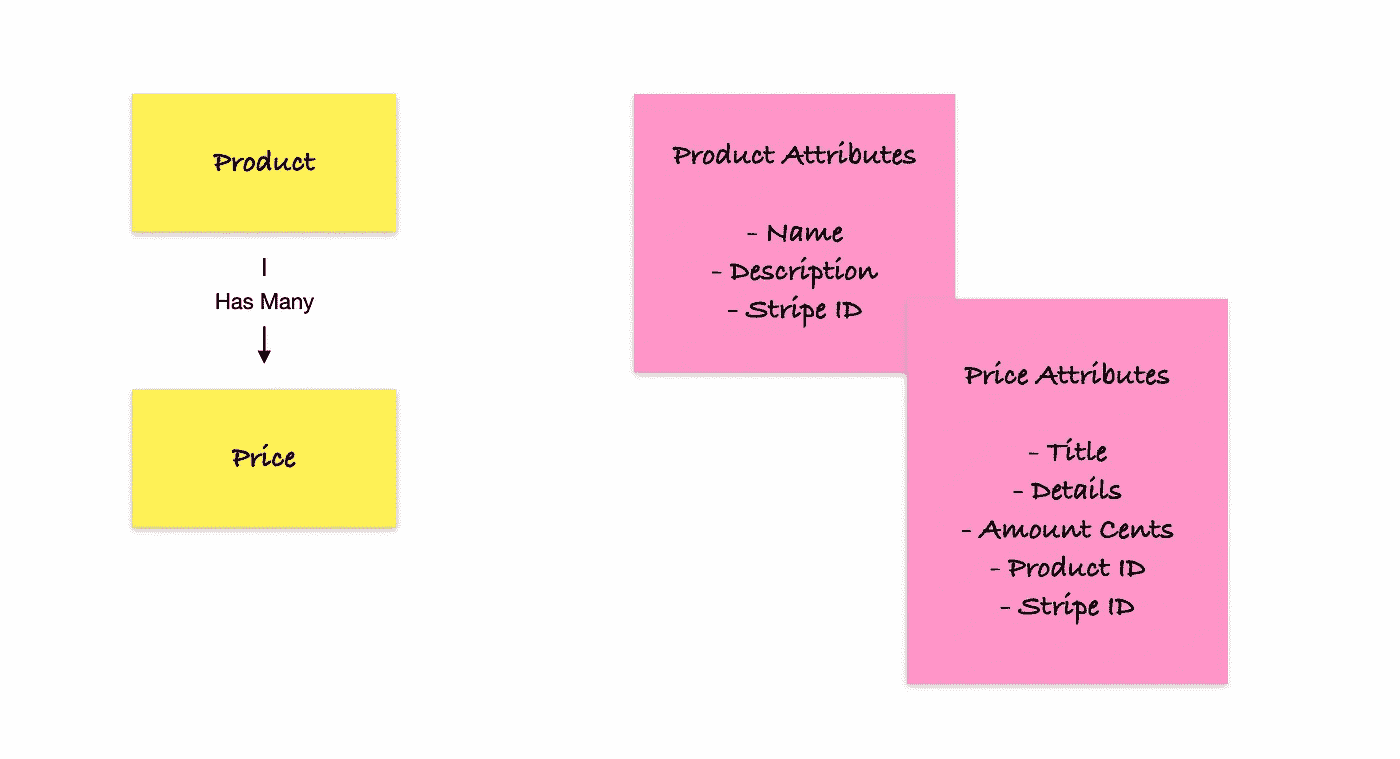 Product
Has Many
Price
Product Attributes
- Name
- Description
- Stripe ID
Price Attributes
- Title
- Details
- Amount Cents
- Product ID
- Stripe ID